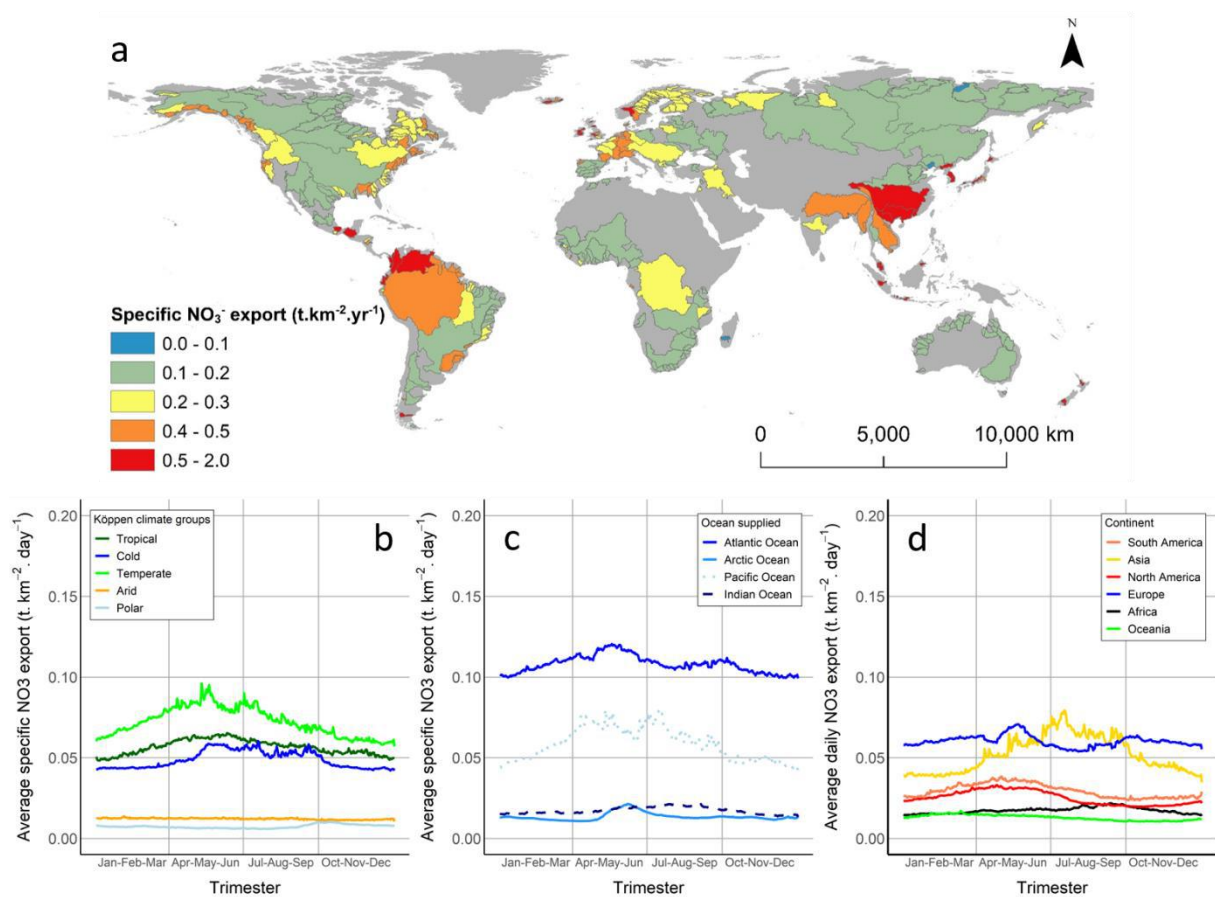 a
N
Specific NO₃⁻ export (t.km⁻².yr⁻¹)
0.0 - 0.1
0.1 - 0.2
0.2 - 0.3
0.4 - 0.5
0.5 - 2.0
0 5,000 10,000 km
b
Köppen climate groups
Tropical
Cold
Temperate
Arid
Polar
Average specific NO3 export (t. km⁻² . day⁻¹)
0.20
0.15
0.10
0.05
0.00
Jan-Feb-Mar Apr-May-Jun Jul-Aug-Sep Oct-Nov-Dec
Trimester
c
Ocean supplied
Atlantic Ocean
Arctic Ocean
Pacific Ocean
Indian Ocean
Average specific NO3 export (t. km⁻² . day⁻¹)
0.20
0.15
0.10
0.05
0.00
Jan-Feb-Mar Apr-May-Jun Jul-Aug-Sep Oct-Nov-Dec
Trimester
d
Continent
South America
Asia
North America
Europe
Africa
Oceania
Average daily NO3 export (t. km⁻² . day⁻¹)
0.20
0.15
0.10
0.05
0.00
Jan-Feb-Mar Apr-May-Jun Jul-Aug-Sep Oct-Nov-Dec
Trimester